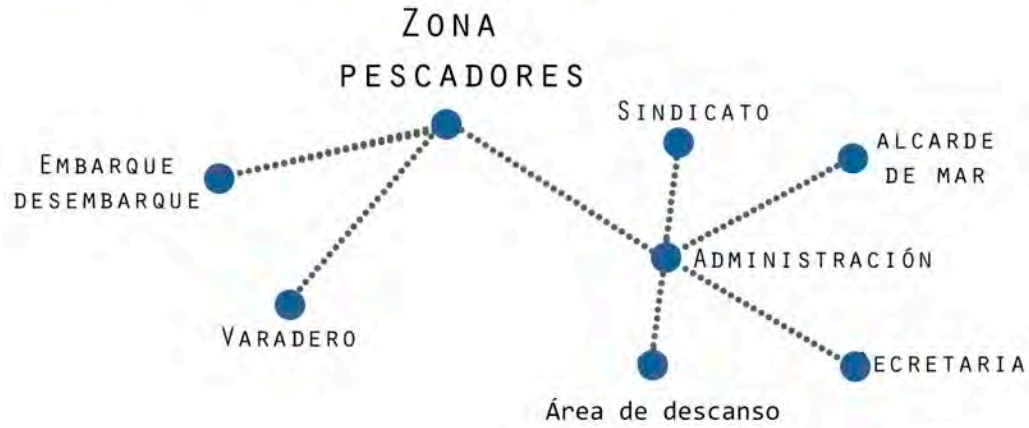 ZONA
PESCADORES
SINDICATO
ALCARDE
DE MAR
EMBARQUE
DESEMBARQUE
ADMINISTRACIÓN
VARADERO
ECRETARIA
Área de descanso